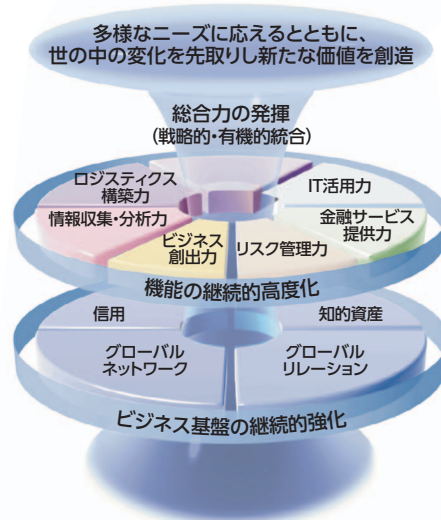 多様なニーズに応えるとともに、
世の中の変化を先取りし新たな価値を創造
総合力の発揮
(戦略的・有機的統合)
ロジスティクス
構築力
IT活用力
情報収集・分析力
金融サービス
提供力
ビジネス
創出力
リスク管理力
機能の継続的高度化
信用
知的資産
グローバル
ネットワーク
グローバル
リレーション
ビジネス基盤の継続的強化